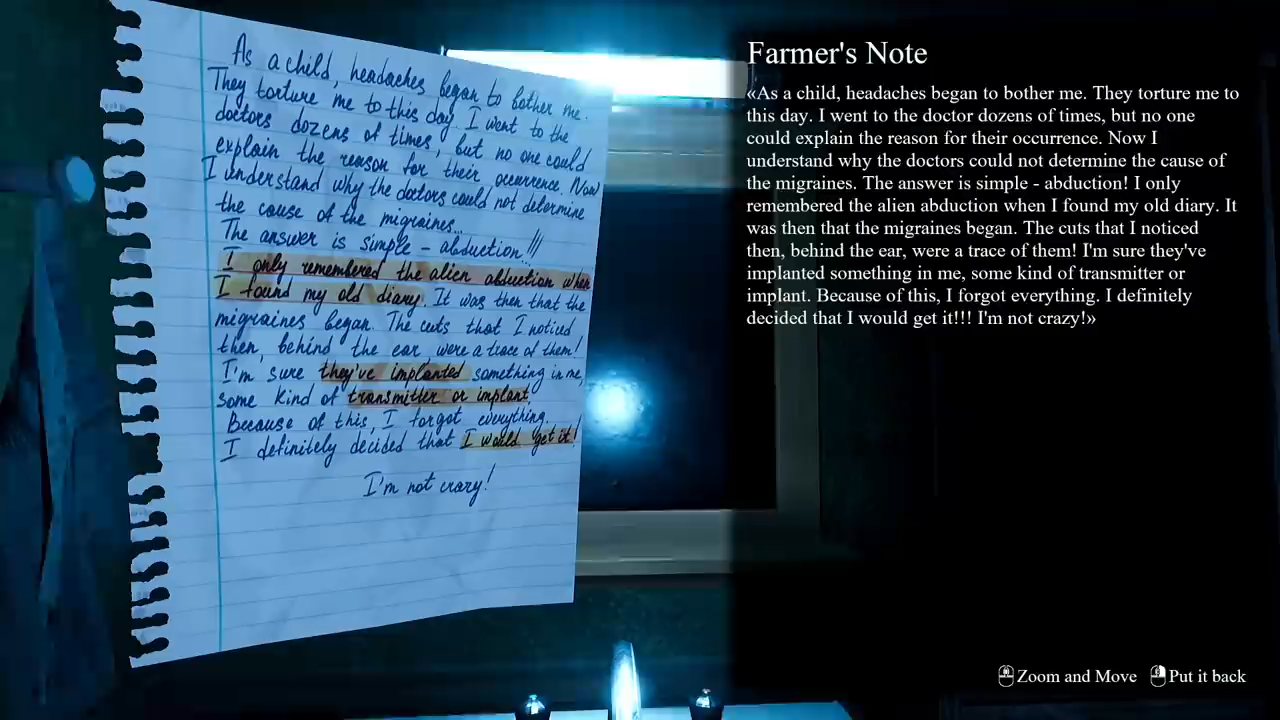 As a child, headaches began to bother me.
They torture me to this day. I went to the
doctors dozens of times, but no one could
explain the reason for their occurrence. Now
I understand why the doctors could not determine
the cause of the migraines...
The answer is simple - abduction!!!
I only remembered the alien abduction when
I found my old diary. It was then that the
migraines began. The cuts that I noticed
then, behind the ear, were a trace of them!
I'm sure they've implanted something in me,
some kind of transmitter or implant.
Because of this, I forgot everything.
I definitely decided that I would get it!
I'm not crazy!
Farmer's Note
«As a child, headaches began to bother me. They torture me to
this day. I went to the doctor dozens of times, but no one
could explain the reason for their occurrence. Now I
understand why the doctors could not determine the cause of
the migraines. The answer is simple - abduction! I only
remembered the alien abduction when I found my old diary. It
was then that the migraines began. The cuts that I noticed
then, behind the ear, were a trace of them! I'm sure they've
implanted something in me, some kind of transmitter or
implant. Because of this, I forgot everything. I definitely
decided that I would get it!!! I'm not crazy!»
Zoom and Move Put it back